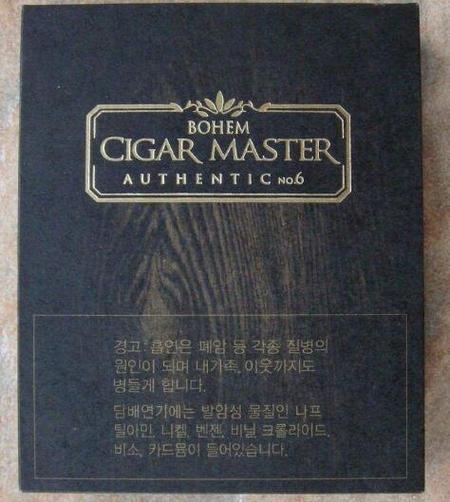 BOHEM
CIGAR MASTER
AUTHENTIC NO.6
경고: 흡연은 폐암 등 각종 질병의
원인이 되며 내가족, 이웃까지도
병들게 합니다.
담배연기에는 발암성 물질인 나프
틸아민, 니켈, 벤젠, 비닐 크롤라이드,
비소, 카드뮴이 들어있습니다.